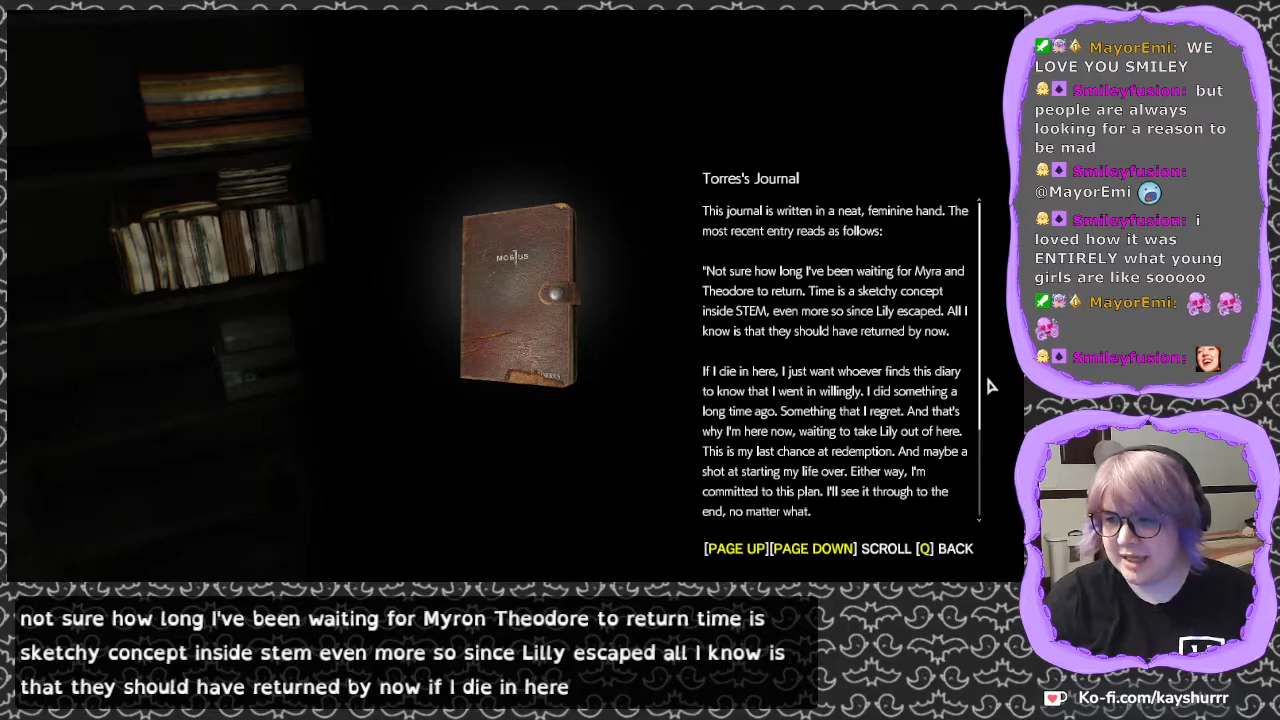 MayorEmi: WE
LOVE YOU SMILEY
Smileyfusion: but
people are always
looking for a reason to
be mad
Smileyfusion:
@MayorEmi
Smileyfusion: i
loved how it was
ENTIRELY what young
girls are like sooooo
MayorEmi:
Smileyfusion:
MOBIUS
Torres's Journal
This journal is written in a neat, feminine hand. The
most recent entry reads as follows:
"Not sure how long I've been waiting for Myra and
Theodore to return. Time is a sketchy concept
inside STEM, even more so since Lily escaped. All I
know is that they should have returned by now.
If I die in here, I just want whoever finds this diary
to know that I went in willingly. I did something a
long time ago. Something that I regret. And that's
why I'm here now, waiting to take Lily out of here.
This is my last chance at redemption. And maybe a
shot at starting my life over. Either way, I'm
committed to this plan. I'll see it through to the
end, no matter what.
[PAGE UP][PAGE DOWN] SCROLL [Q] BACK
not sure how long I've been waiting for Myron Theodore to return time is
sketchy concept inside stem even more so since Lilly escaped all I know is
that they should have returned by now if I die in here
Ko-fi.com/kayshurrr